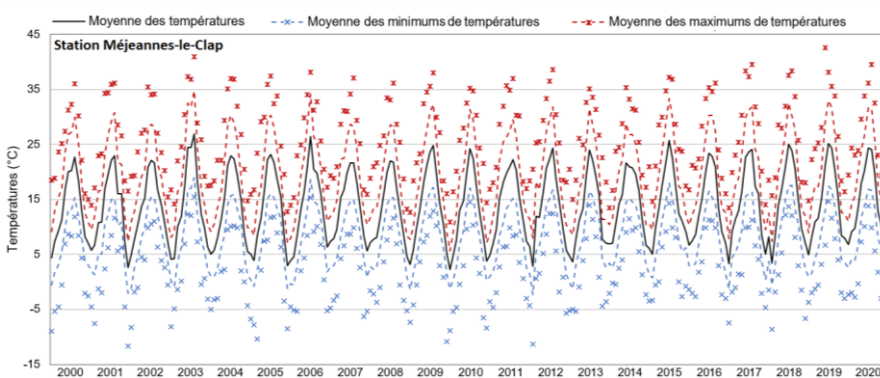 Moyenne des températures Moyenne des minimums de températures Moyenne des maximums de températures
Station Méjeannes-le-Clap
Températures (°C)
45
35
25
15
5
-5
-15
2000 2001 2002 2003 2004 2005 2006 2007 2008 2009 2010 2011 2012 2013 2014 2015 2016 2017 2018 2019 2020